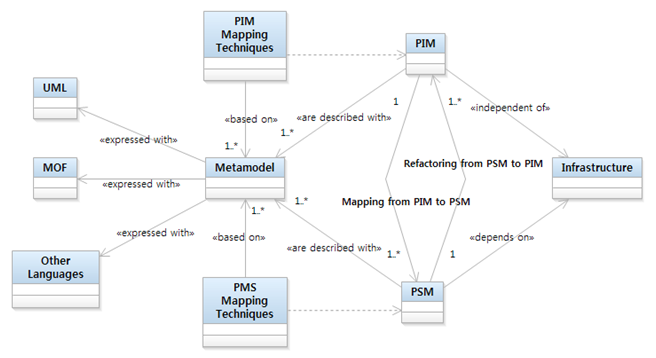 PIM
Mapping
Techniques
PIM
UML
«based on»
«are described with»
1
1..*
«independent of»
1..*
1..*
«expressed with»
Refactoring from PSM to PIM
MOF
«expressed with»
Metamodel
Infrastructure
Mapping from PIM to PSM
1..*
1..*
«expressed with»
«based on»
«are described with»
1..*
1
«depends on»
Other
Languages
PMS
Mapping
Techniques
PSM